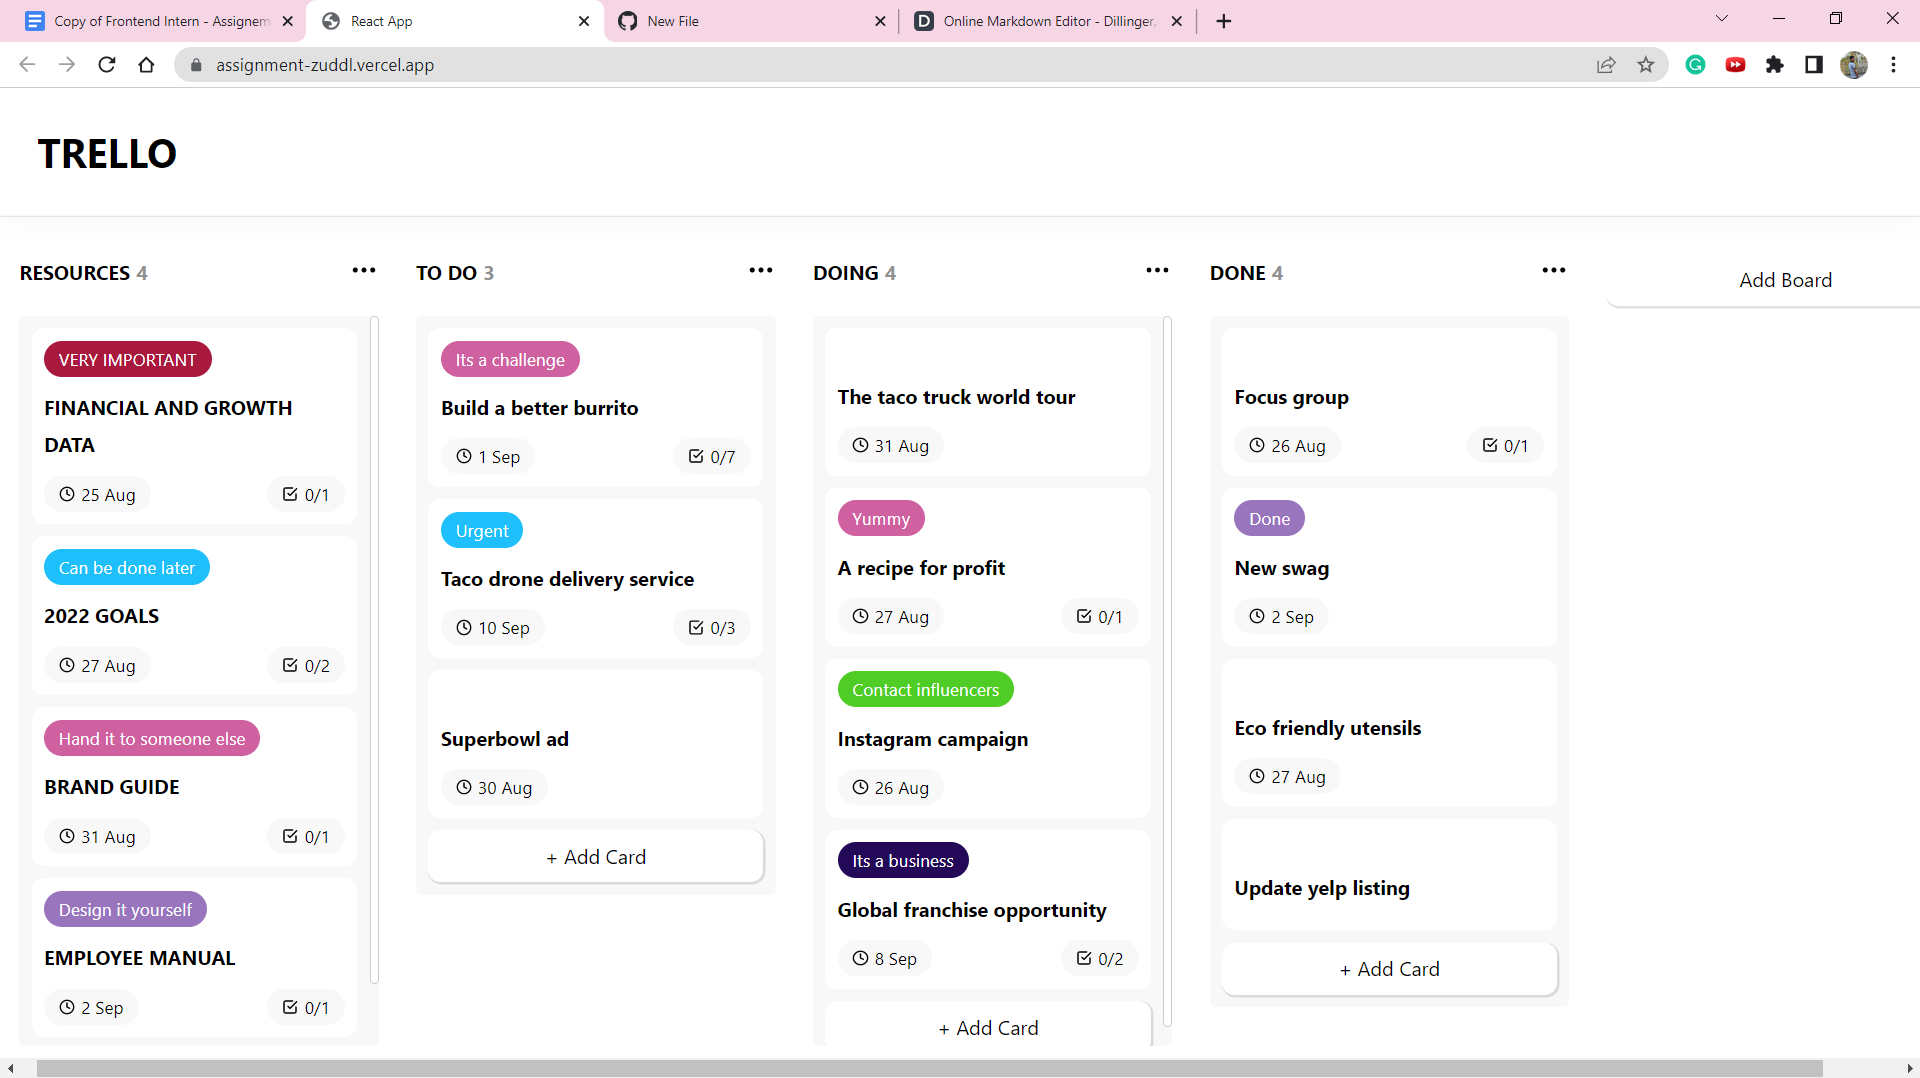 Copy of Frontend Intern - Assignem
React App
New File
Online Markdown Editor - Dillinger,
assignment-zuddl.vercel.app
TRELLO
RESOURCES 4
VERY IMPORTANT
FINANCIAL AND GROWTH
DATA
25 Aug
0/1
Can be done later
2022 GOALS
27 Aug
0/2
Hand it to someone else
BRAND GUIDE
31 Aug
0/1
Design it yourself
EMPLOYEE MANUAL
2 Sep
0/1
TO DO 3
Its a challenge
Build a better burrito
1 Sep
0/7
Urgent
Taco drone delivery service
10 Sep
0/3
Superbowl ad
30 Aug
+ Add Card
DOING 4
The taco truck world tour
31 Aug
Yummy
A recipe for profit
27 Aug
0/1
Contact influencers
Instagram campaign
26 Aug
Its a business
Global franchise opportunity
8 Sep
0/2
+ Add Card
DONE 4
Focus group
26 Aug
0/1
Done
New swag
2 Sep
Eco friendly utensils
27 Aug
Update yelp listing
+ Add Card
Add Board